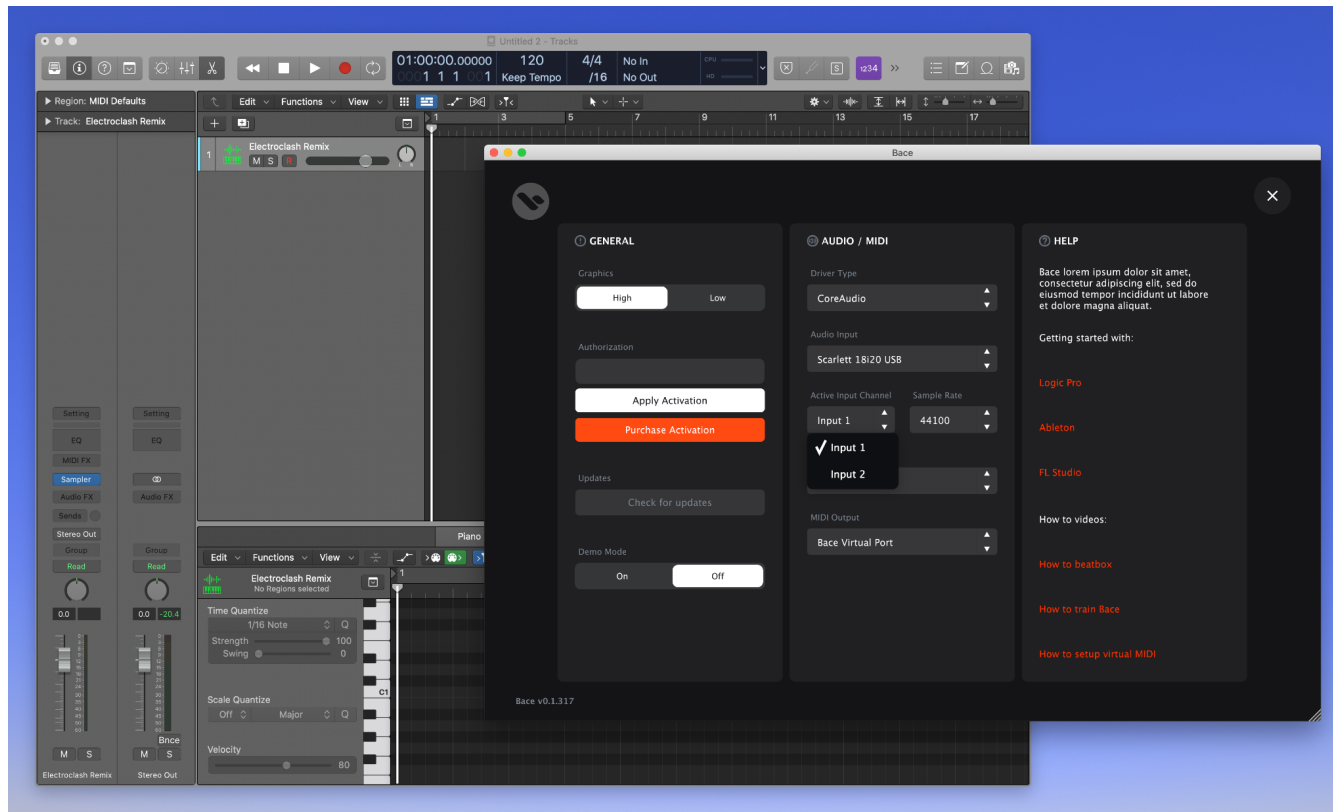 Untitled 2 - Tracks
01:00:00.00000
0001 1 1 001
120
Keep Tempo
4/4
/16
No In
No Out
CPU
HD
S
1234
Region: MIDI Defaults
Track: Electroclash Remix
Edit
Functions
View
1
3
5
7
9
11
13
15
17
1
Electroclash Remix
M S R
L R
Setting
Setting
EQ
EQ
MIDI FX
Sampler
Audio FX
Audio FX
Sends
Stereo Out
Group
Group
Read
Read
0.0
0.0
-20.4
Bnce
M S
M S
Electroclash Remix
Stereo Out
Piano
Edit
Functions
View
Electroclash Remix
No Regions selected
1
Time Quantize
1/16 Note
Q
Strength
100
Swing
0
C1
Scale Quantize
Off
Major
Q
Velocity
80
Bace
GENERAL
Graphics
High
Low
Authorization
Apply Activation
Purchase Activation
Updates
Check for updates
Demo Mode
On
Off
AUDIO / MIDI
Driver Type
CoreAudio
Audio Input
Scarlett 18i20 USB
Active Input Channel
Sample Rate
Input 1
44100
Input 1
Input 2
MIDI Output
Bace Virtual Port
HELP
Bace lorem ipsum dolor sit amet,
consectetur adipiscing elit, sed do
eiusmod tempor incididunt ut labore
et dolore magna aliquat.
Getting started with:
Logic Pro
Ableton
FL Studio
How to videos:
How to beatbox
How to train Bace
How to setup virtual MIDI
Bace v0.1.317